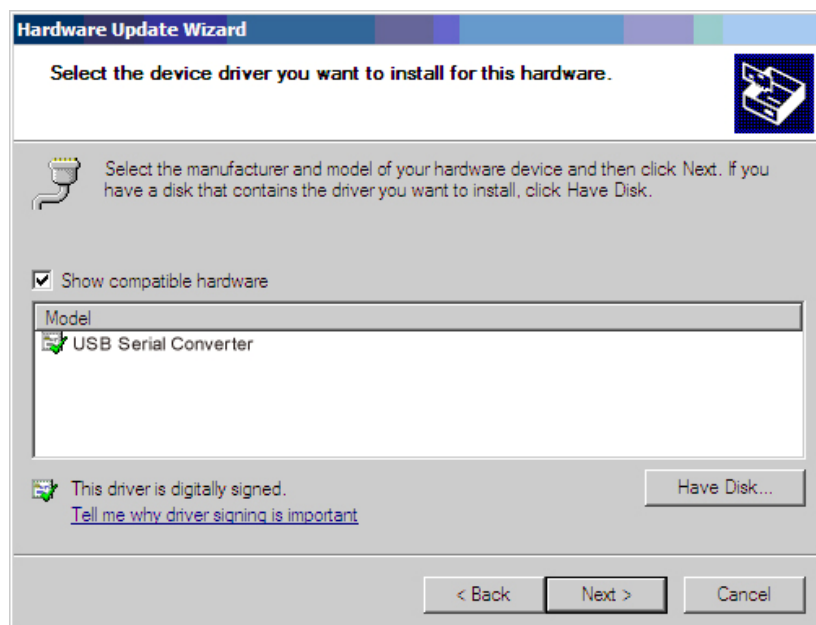 Hardware Update Wizard
Select the device driver you want to install for this hardware.
Select the manufacturer and model of your hardware device and then click Next. If you
have a disk that contains the driver you want to install, click Have Disk.
Show compatible hardware
Model
USB Serial Converter
This driver is digitally signed.
Have Disk...
Tell me why driver signing is important
< Back
Next >
Cancel